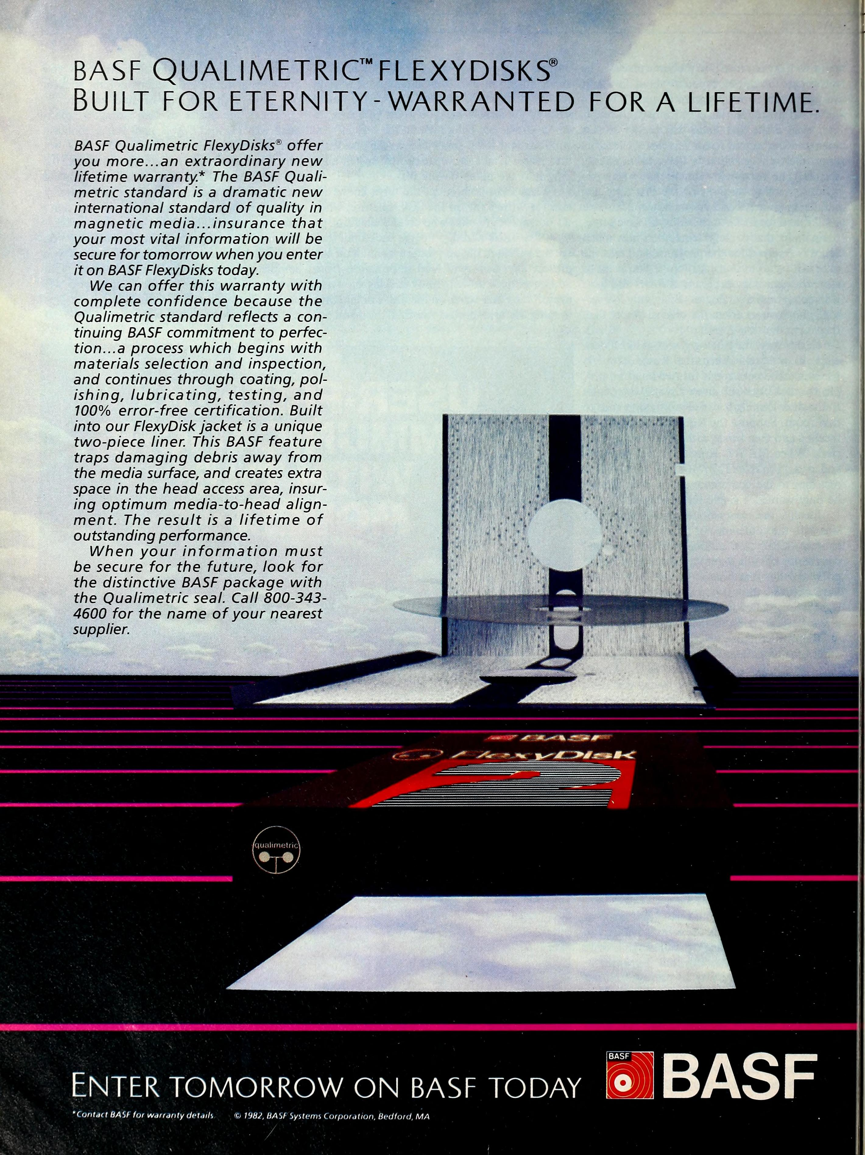 BASF QUALIMETRIC™ FLEXYDISKS®
BUILT FOR ETERNITY - WARRANTED FOR A LIFETIME.
BASF Qualimetric FlexyDisks® offer
you more...an extraordinary new
lifetime warranty.* The BASF Quali-
metric standard is a dramatic new
international standard of quality in
magnetic media...insurance that
your most vital information will be
secure for tomorrow when you enter
it on BASF FlexyDisks today.
We can offer this warranty with
complete confidence because the
Qualimetric standard reflects a con-
tinuing BASF commitment to perfec-
tion...a process which begins with
materials selection and inspection,
and continues through coating, pol-
ishing, lubricating, testing, and
100% error-free certification. Built
into our FlexyDisk jacket is a unique
two-piece liner. This BASF feature
traps damaging debris away from
the media surface, and creates extra
space in the head access area, insur-
ing optimum media-to-head align-
ment. The result is a lifetime of
outstanding performance.
When your information must
be secure for the future, look for
the distinctive BASF package with
the Qualimetric seal. Call 800-343-
4600 for the name of your nearest
supplier.
BASF
FlexyDisk
2
qualimetric
ENTER TOMORROW ON BASF TODAY
BASF
BASF
*Contact BASF for warranty details. © 1982, BASF Systems Corporation, Bedford, MA